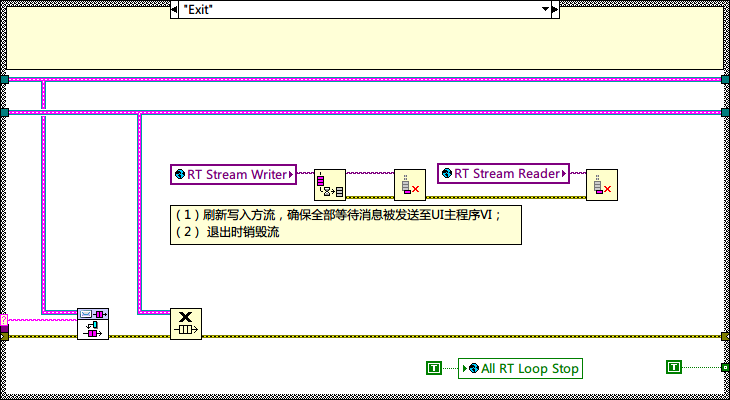 "Exit"
RT Stream Writer
RT Stream Reader
（1）刷新写入方流，确保全部等待消息被发送至UI主程序VI；
（2） 退出时销毁流
?
T
All RT Loop Stop
T